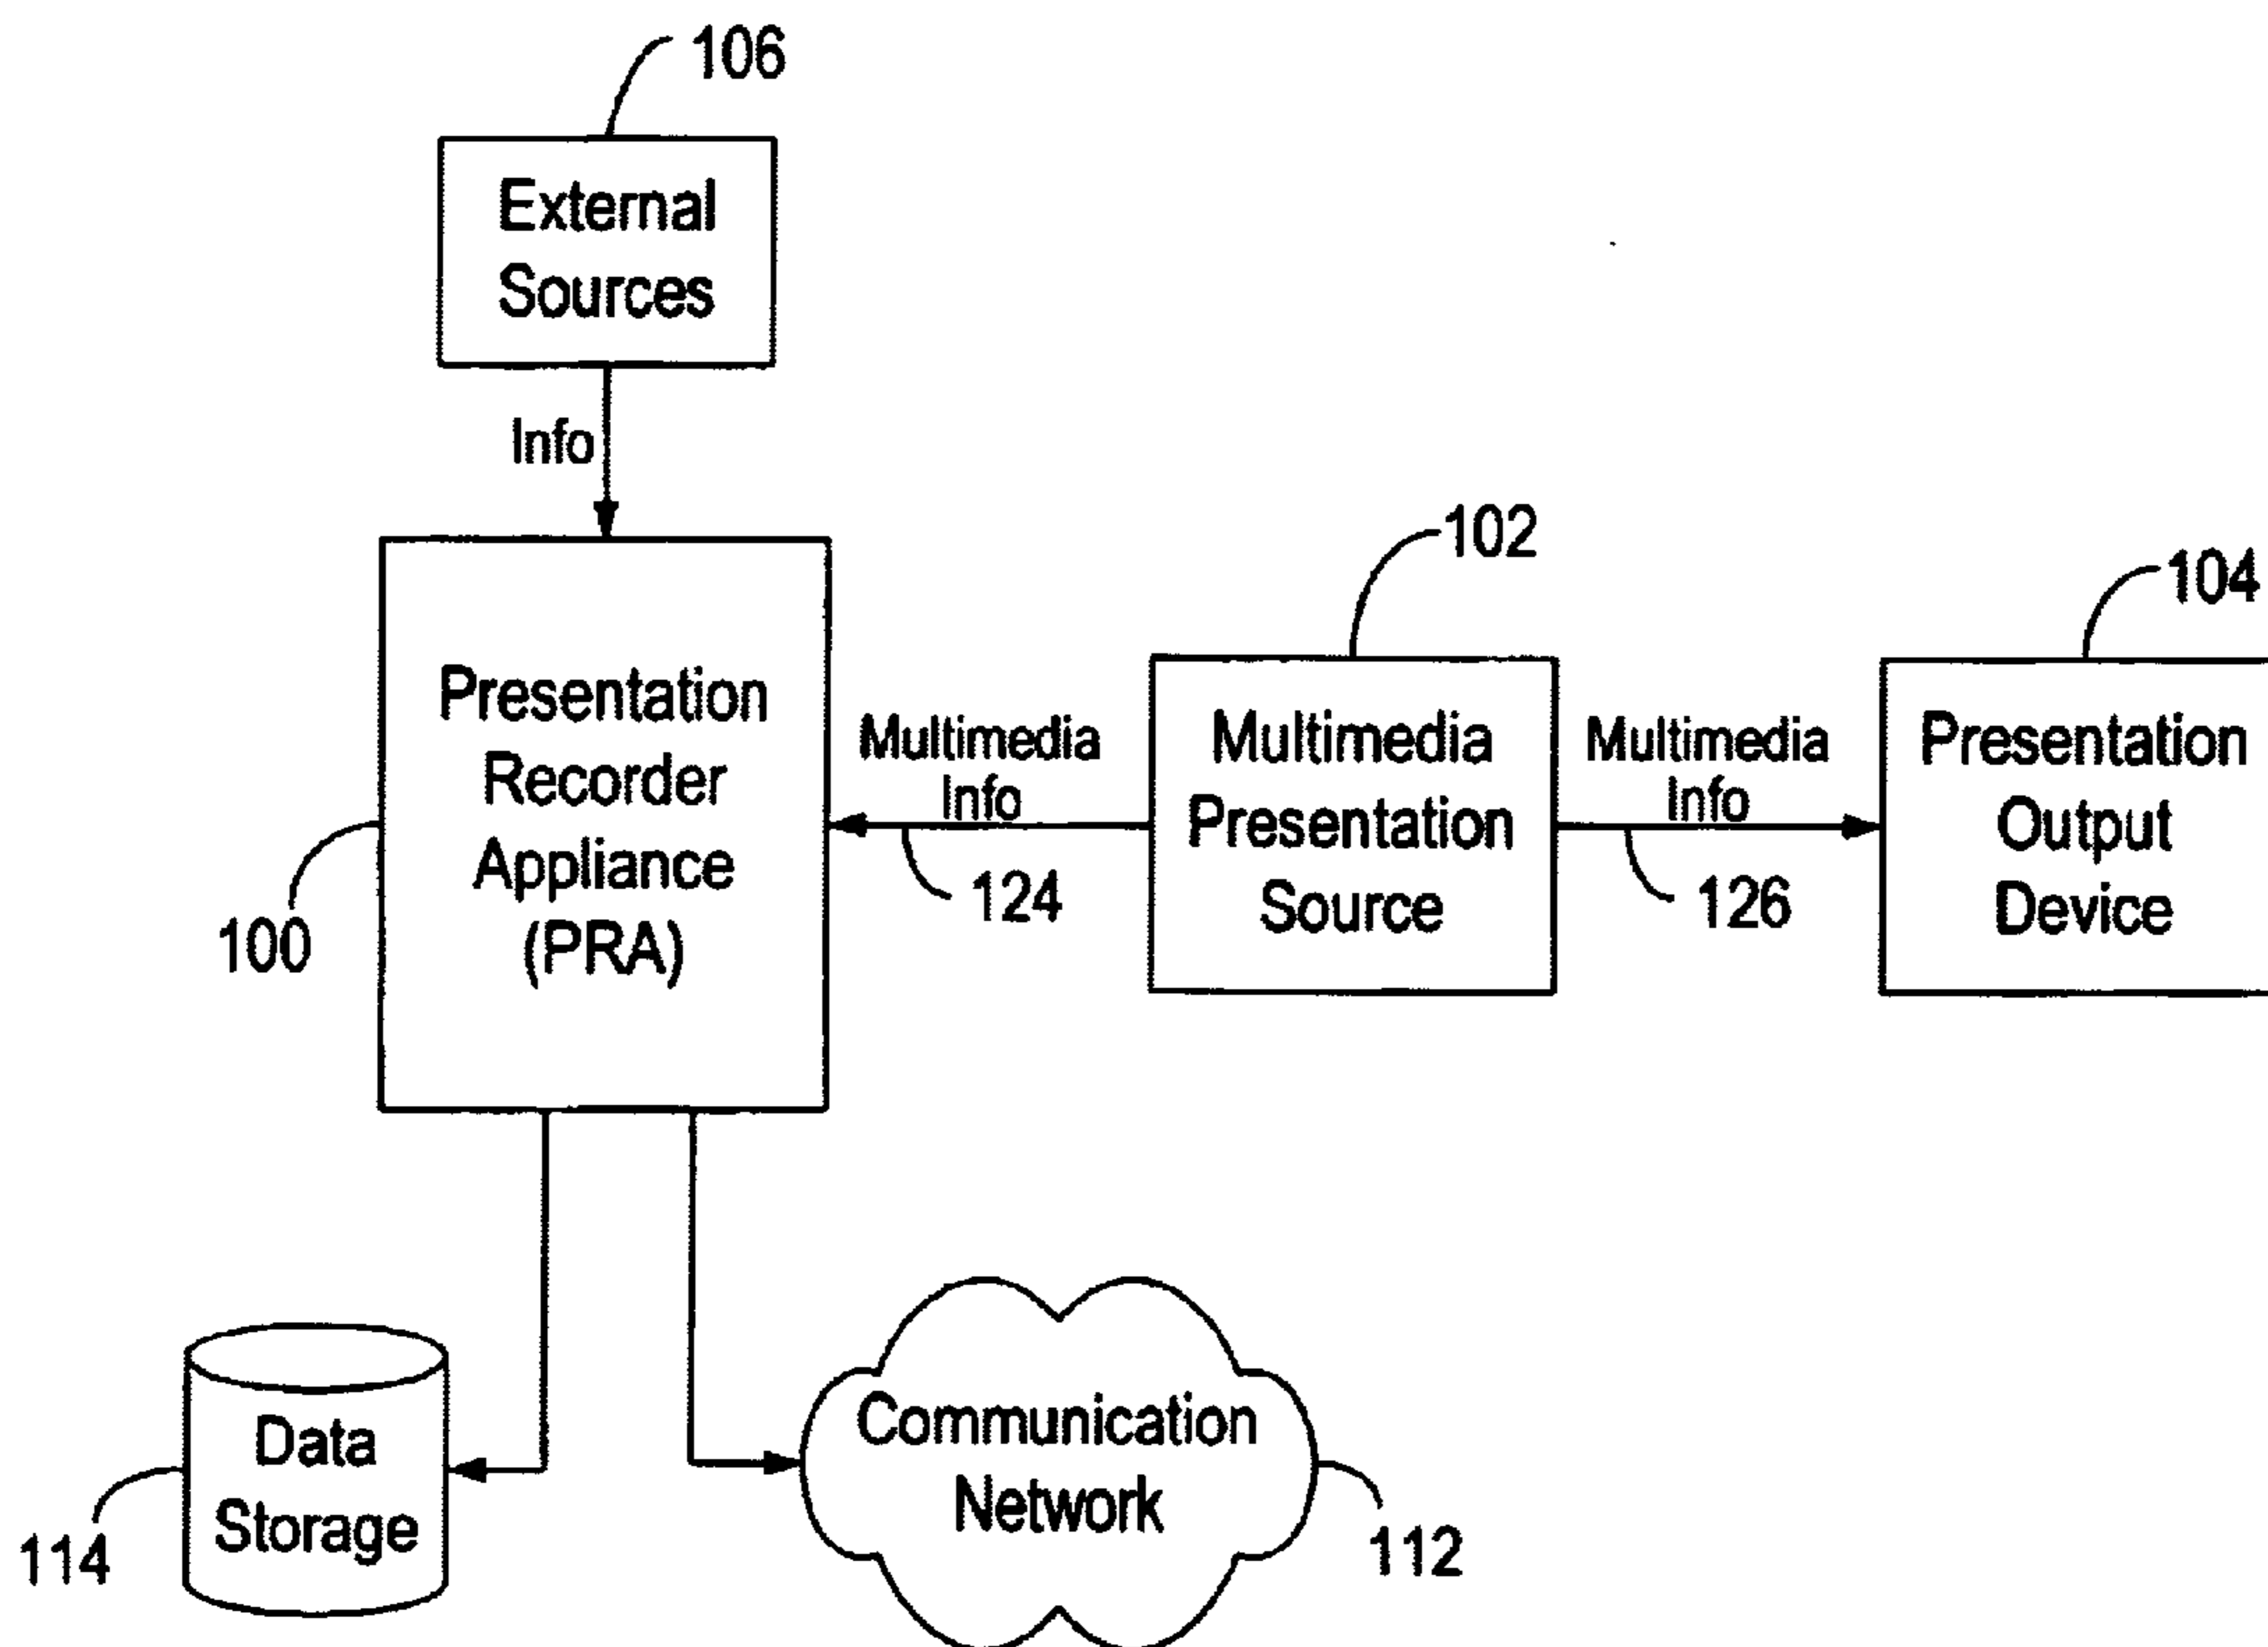 106
External
Sources
Info
102
104
Presentation
Recorder
Appliance
(PRA)
100
Multimedia
Info
124
Multimedia
Presentation
Source
Multimedia
Info
126
Presentation
Output
Device
Data
Storage
114
Communication
Network
112